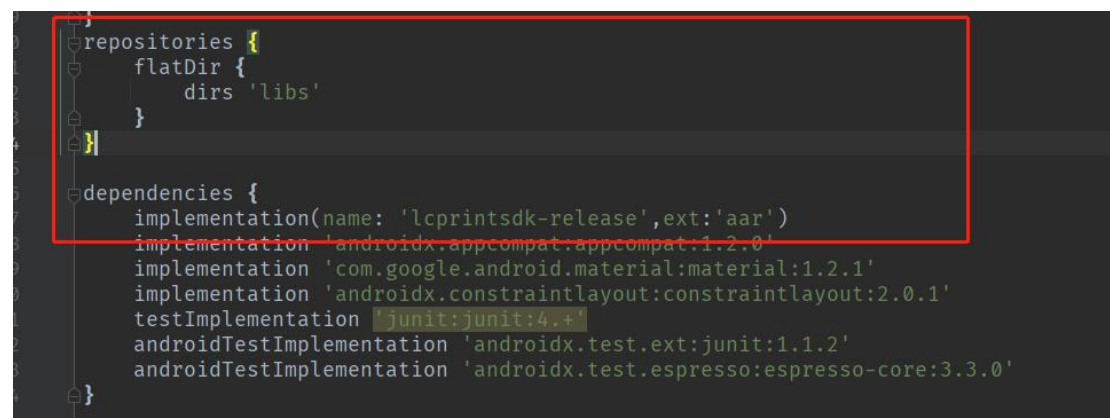 }
repositories {
flatDir {
dirs 'libs'
}
}
dependencies {
implementation(name: 'lcprintsdk-release',ext:'aar')
implementation 'androidx.appcompat:appcompat:1.2.0'
implementation 'com.google.android.material:material:1.2.1'
implementation 'androidx.constraintlayout:constraintlayout:2.0.1'
testImplementation 'junit:junit:4.+'
androidTestImplementation 'androidx.test.ext:junit:1.1.2'
androidTestImplementation 'androidx.test.espresso:espresso-core:3.3.0'
}